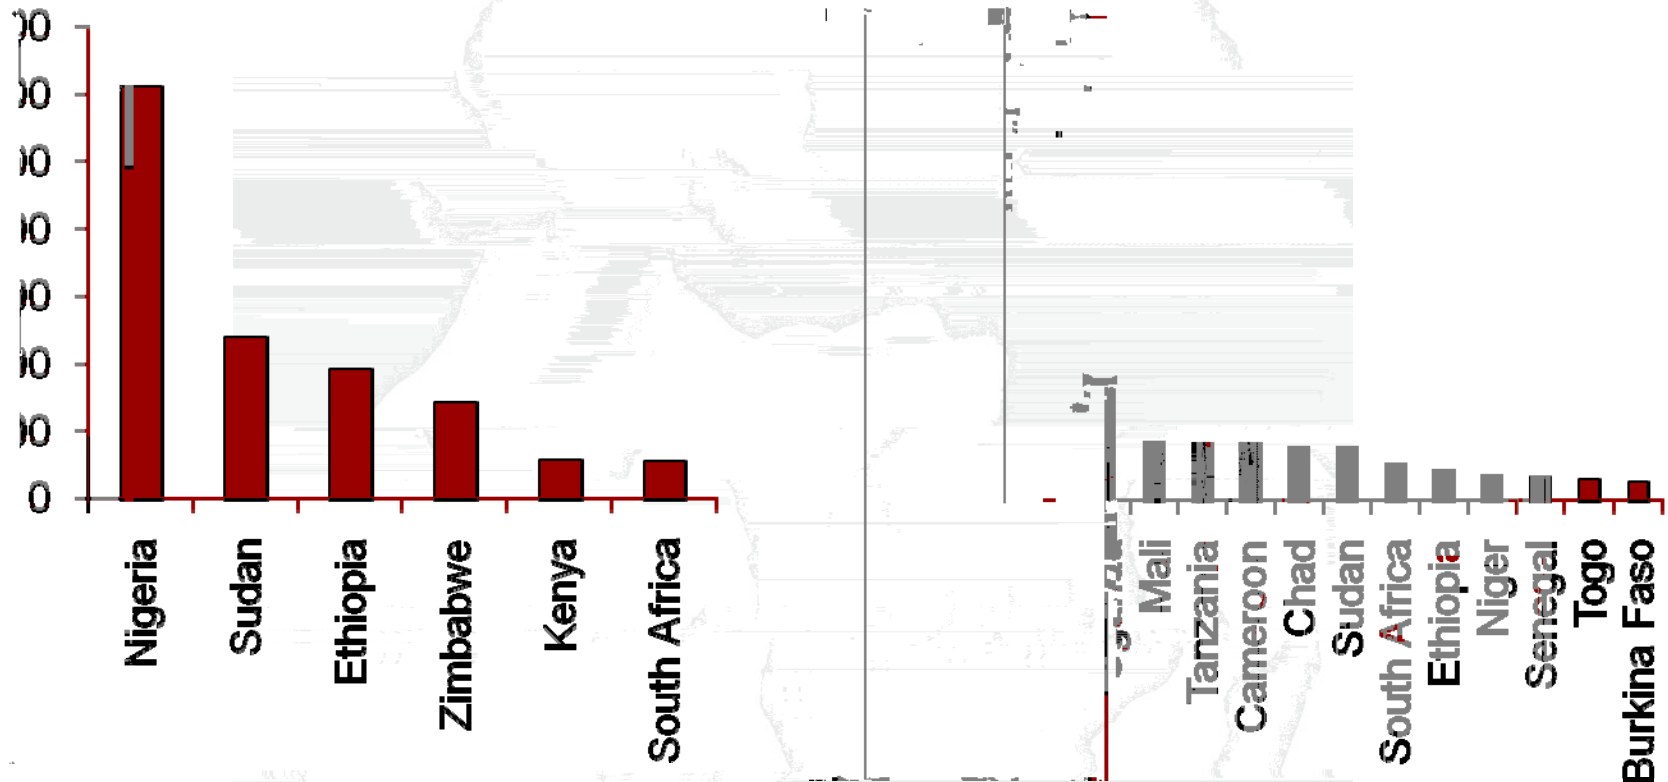 0
Nigeria
Sudan
Ethiopia
Zimbabwe
Kenya
South Africa
Mali
Tanzania
Cameroon
Chad
Sudan
South Africa
Ethiopia
Niger
Senegal
Togo
Burkina Faso